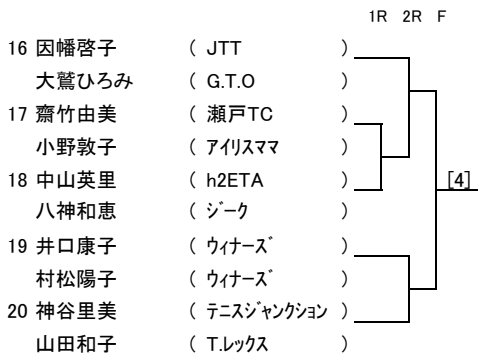 1R 2R F
16 因幡啓子 ( JTT )
大鷲ひろみ ( G.T.O )
17 齋竹由美 ( 瀬戸TC )
小野敦子 ( ｱｲﾘｽママ )
18 中山英里 ( h2ETA )
[4]
八神和恵 ( ｼﾞｰｸ )
19 井口康子 ( ｳｨﾅｰｽﾞ )
村松陽子 ( ｳｨﾅｰｽﾞ )
20 神谷里美 ( ﾃﾆｽｼﾞｬﾝｸｼｮﾝ )
山田和子 ( T.ﾚｯｸｽ )